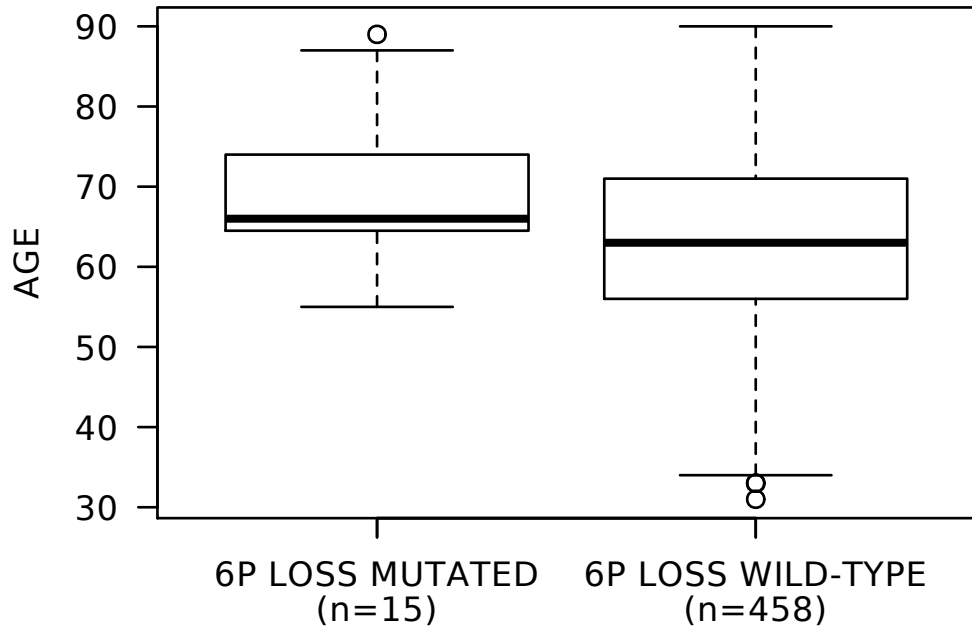 AGE
90
80
70
60
50
40
30
6P LOSS MUTATED
(n=15)
6P LOSS WILD-TYPE
(n=458)